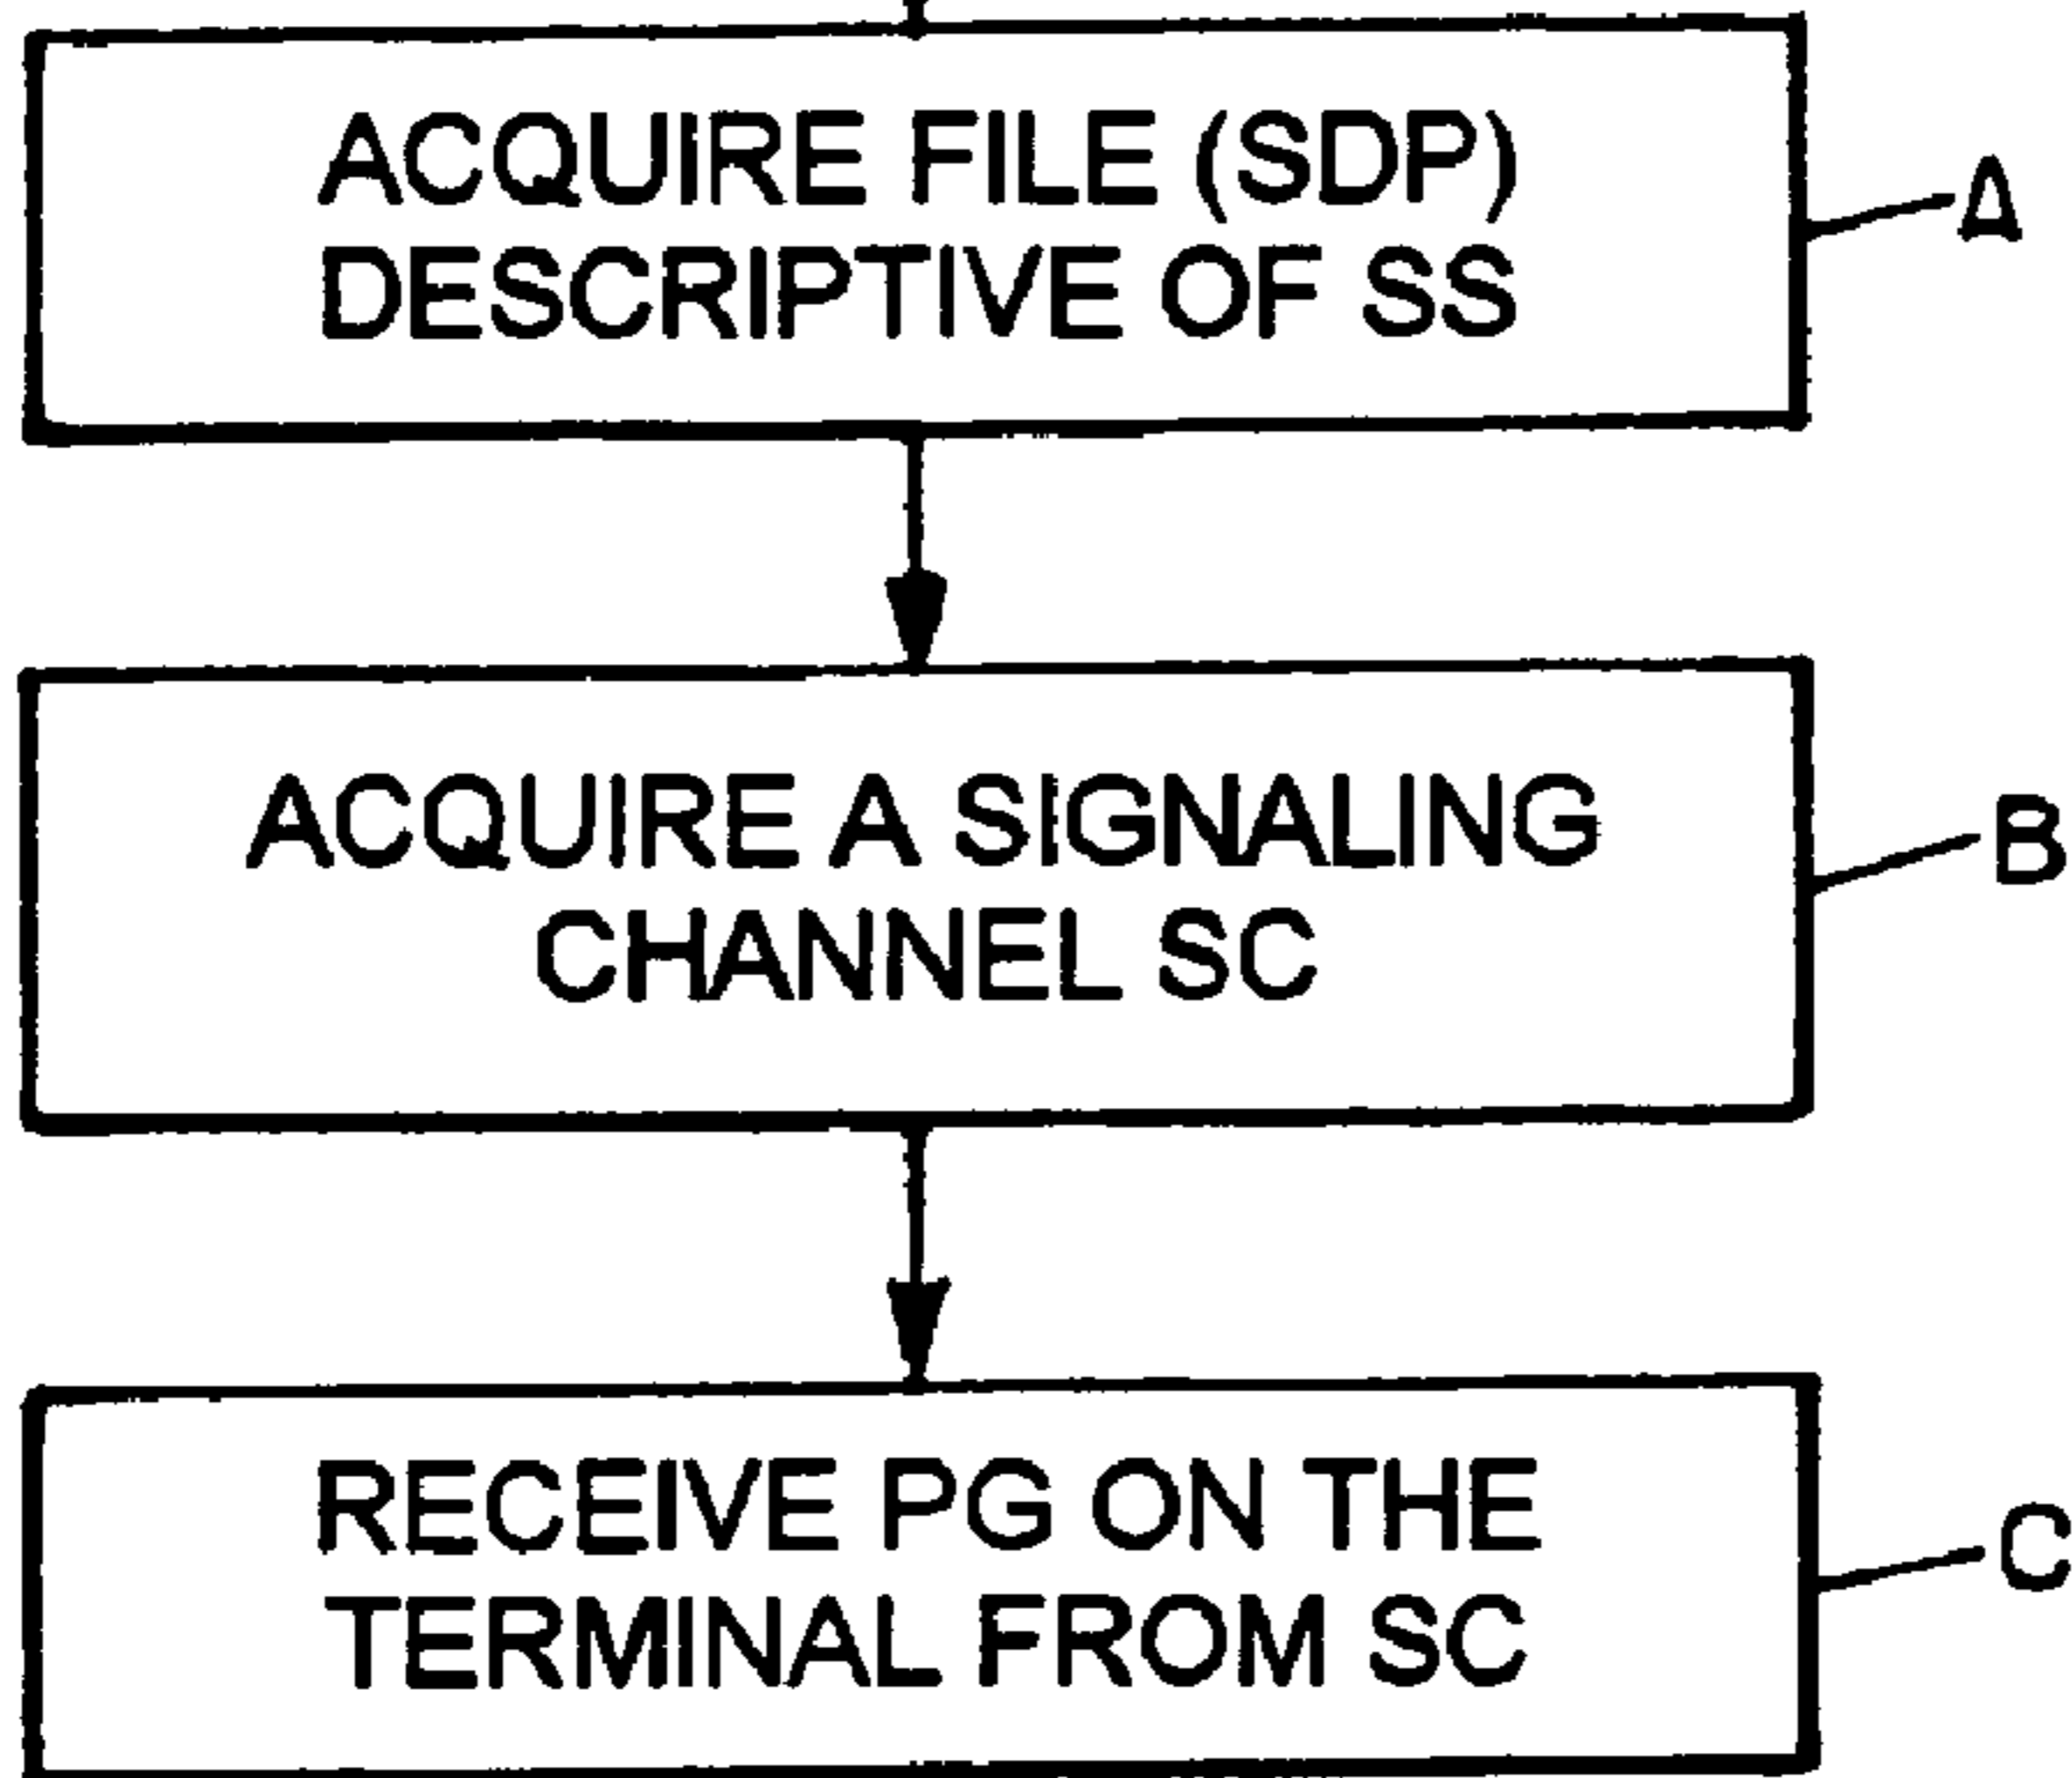 ACQUIRE FILE (SDP)
DESCRIPTIVE OF SS
A
ACQUIRE A SIGNALING
CHANNEL SC
B
RECEIVE PG ON THE
TERMINAL FROM SC
C